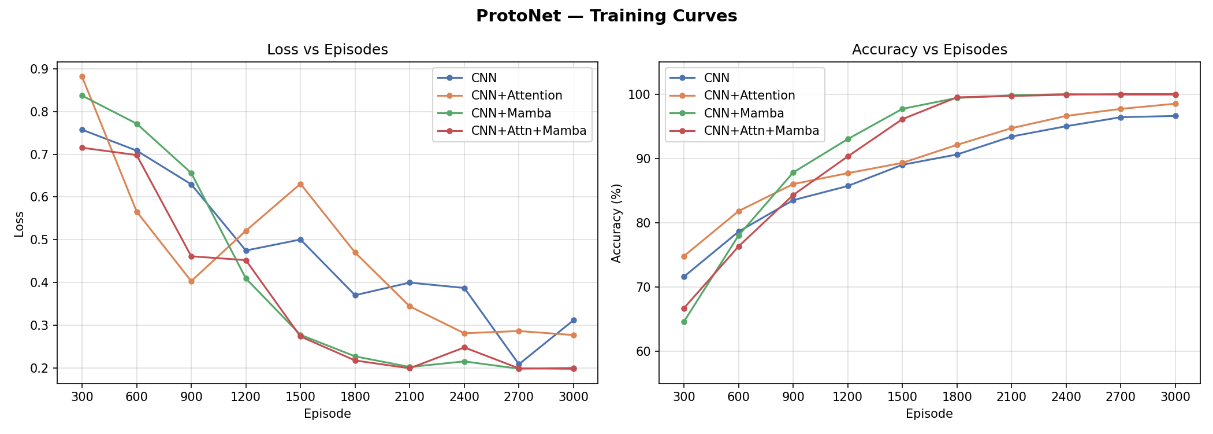 ProtoNet — Training Curves
Loss vs Episodes
0.9
0.8
0.7
0.6
0.5
0.4
0.3
0.2
Loss
300 600 900 1200 1500 1800 2100 2400 2700 3000
Episode
CNN
CNN+Attention
CNN+Mamba
CNN+Attn+Mamba
Accuracy vs Episodes
100
90
80
70
60
Accuracy (%)
300 600 900 1200 1500 1800 2100 2400 2700 3000
Episode
CNN
CNN+Attention
CNN+Mamba
CNN+Attn+Mamba